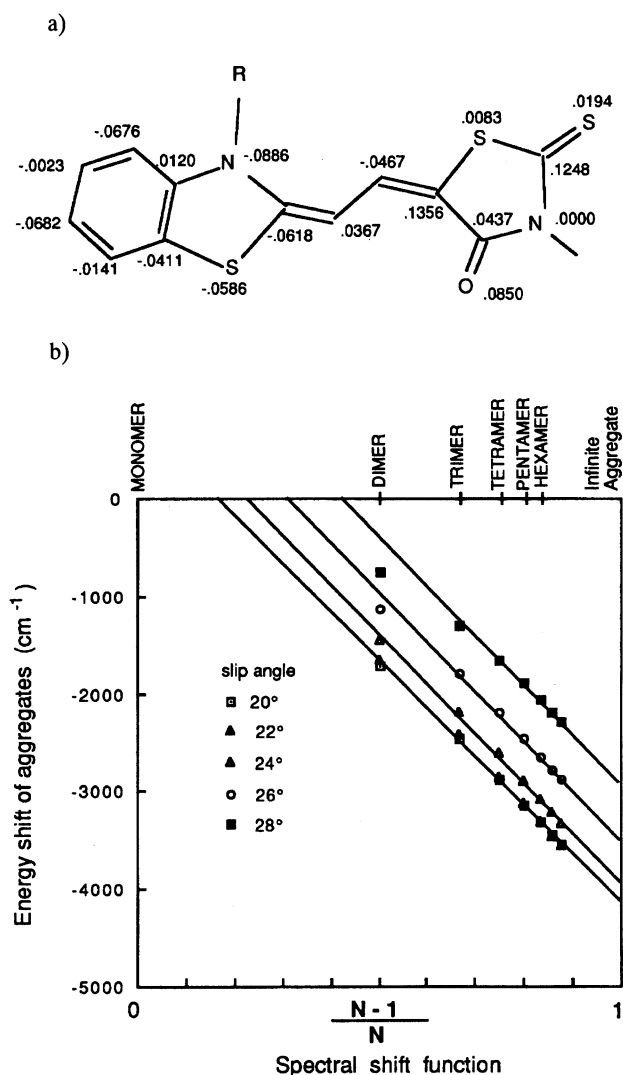 a)
R
.0194
.0083
S
S
-.0676
.0120
N
-.0886
-.0467
.1248
-.0023
N
.0000
.1356
.0437
-.0682
-.0618
.0367
-.0141
-.0411
S
-.0586
O
.0850
b)
MONOMER
DIMER
TRIMER
TETRAMER
PENTAMER
HEXAMER
Infinite
Aggregate
0
-1000
-2000
-3000
-4000
-5000
Energy shift of aggregates (cm -1)
slip angle
20°
22°
24°
26°
28°
0
N - 1
N
1
Spectral shift function